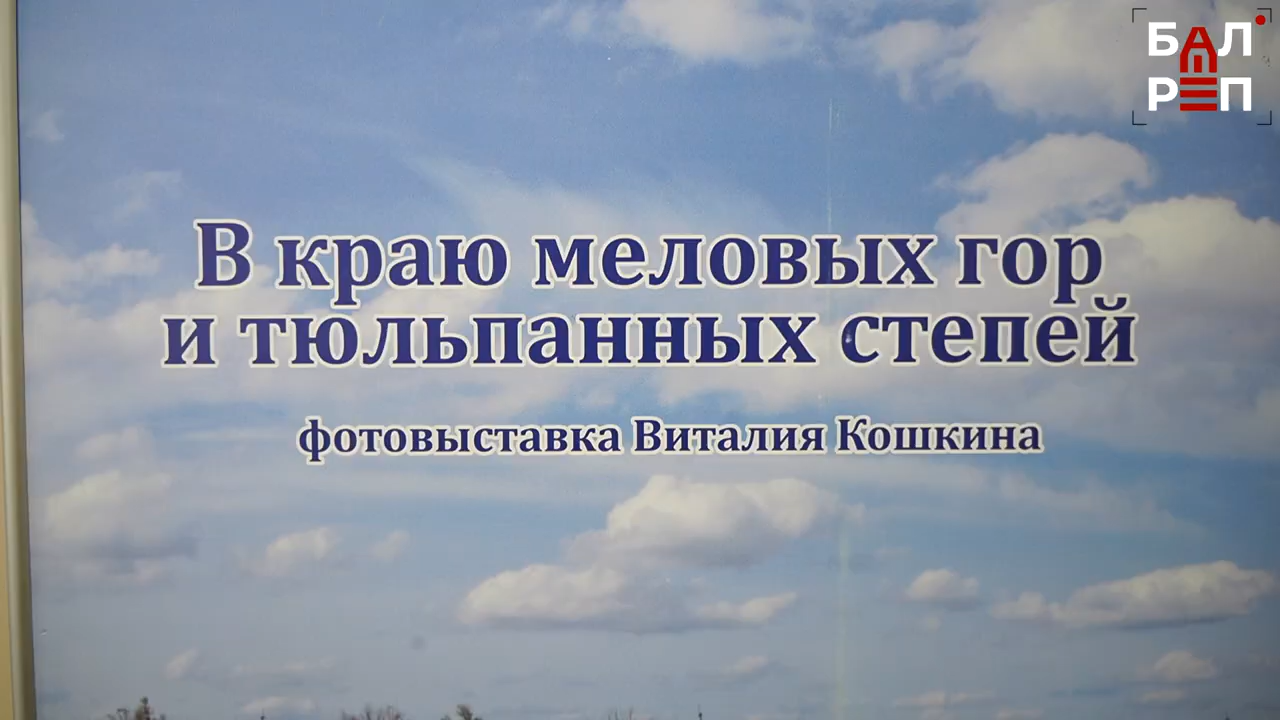 БАЛ
РЕП
В краю меловых гор
и тюльпанных степей
фотовыставка Виталия Кошкина